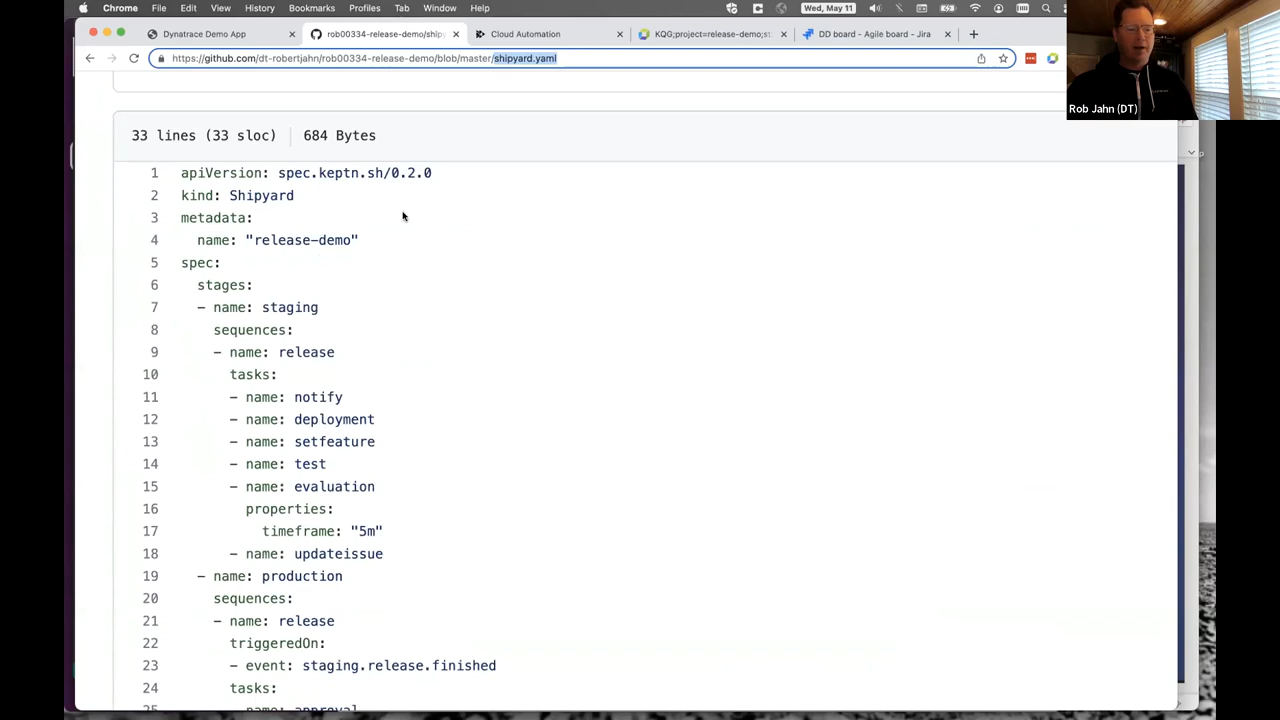 Chrome File Edit View History Bookmarks Profiles Tab Window Help Wed, May 11
Dynatrace Demo App
rob00334-release-demo/shipy
Cloud Automation
KQG;project=release-demo;st
DD board - Agile board - Jira
https://github.com/dt-robertjahn/rob00334-release-demo/blob/master/shipyard.yaml
Rob Jahn (DT)
33 lines (33 sloc) 684 Bytes
1 apiVersion: spec.keptn.sh/0.2.0
2 kind: Shipyard
3 metadata:
4 name: "release-demo"
5 spec:
6 stages:
7 - name: staging
8 sequences:
9 - name: release
10 tasks:
11 - name: notify
12 - name: deployment
13 - name: setfeature
14 - name: test
15 - name: evaluation
16 properties:
17 timeframe: "5m"
18 - name: updateissue
19 - name: production
20 sequences:
21 - name: release
22 triggeredOn:
23 - event: staging.release.finished
24 tasks:
25 - name: approval